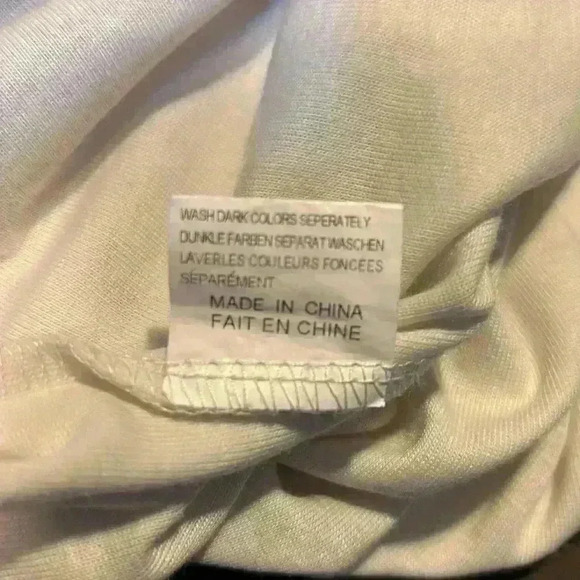 WASH DARK COLORS SEPERATELY
DUNKLE FARBEN SEPARAT WASCHEN
LAVERLES COULEURS FONCEES
SÉPARÉMENT
MADE IN CHINA
FAIT EN CHINE